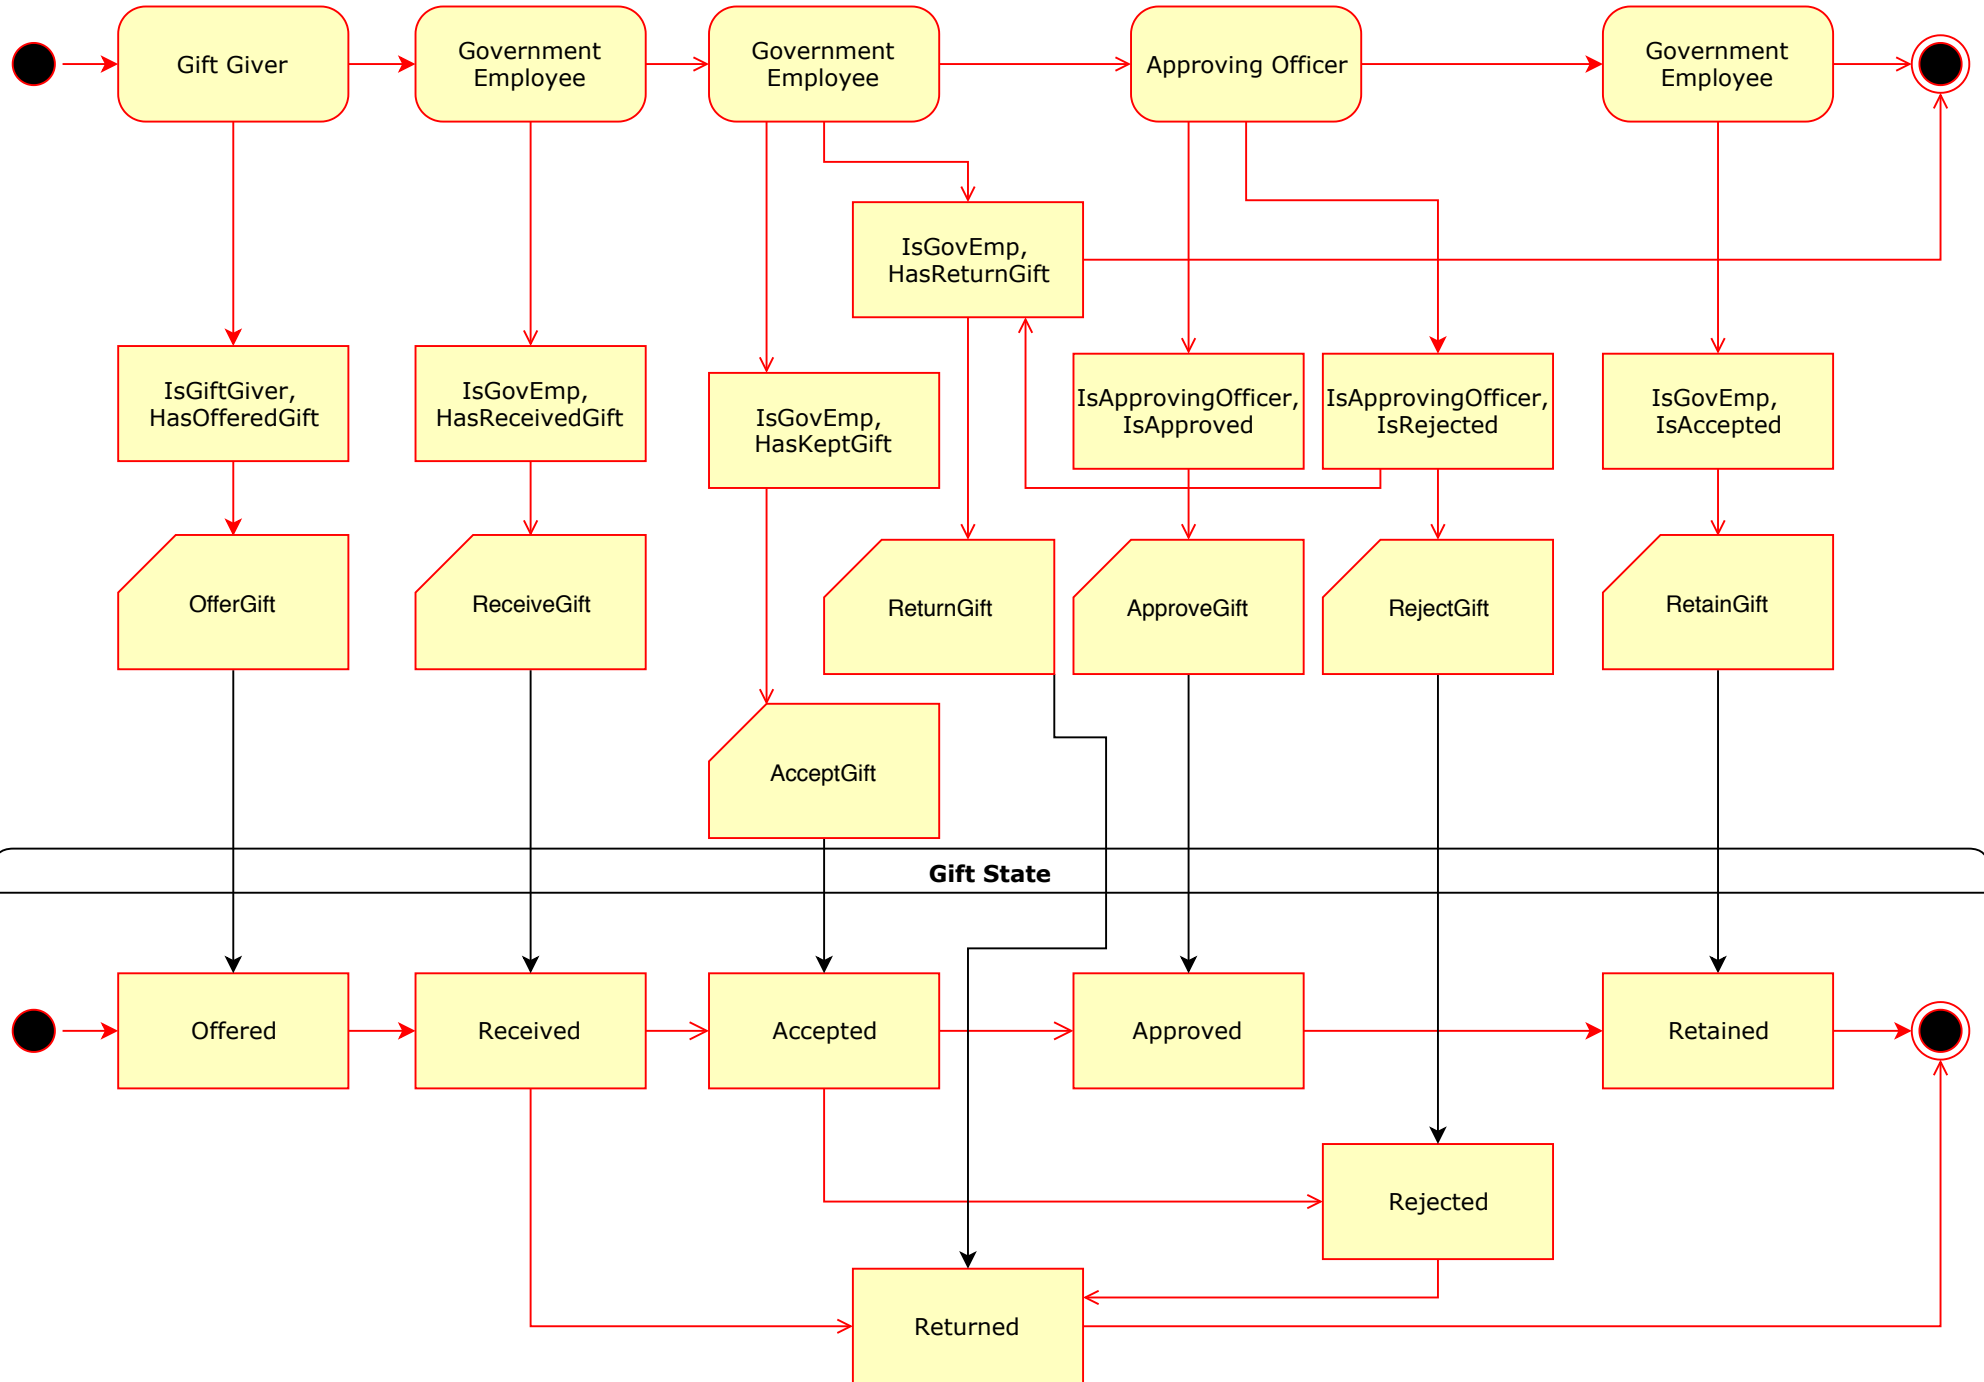 Gift Giver
Government
Employee
Government
Employee
Approving Officer
Government
Employee
IsGovEmp,
HasReturnGift
IsGiftGiver,
HasOfferedGift
IsGovEmp,
HasReceivedGift
IsGovEmp,
HasKeptGift
IsApprovingOfficer,
IsApproved
IsApprovingOfficer,
IsRejected
IsGovEmp,
IsAccepted
OfferGift
ReceiveGift
ReturnGift
ApproveGift
RejectGift
RetainGift
AcceptGift
Gift State
Offered
Received
Accepted
Approved
Retained
Rejected
Returned